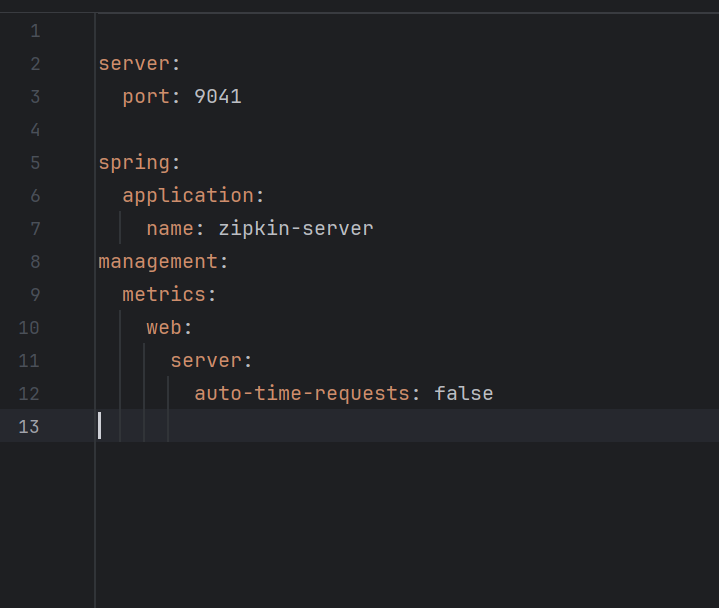 1
2 server:
3   port: 9041
4
5 spring:
6   application:
7     name: zipkin-server
8 management:
9   metrics:
10     web:
11       server:
12         auto-time-requests: false
13